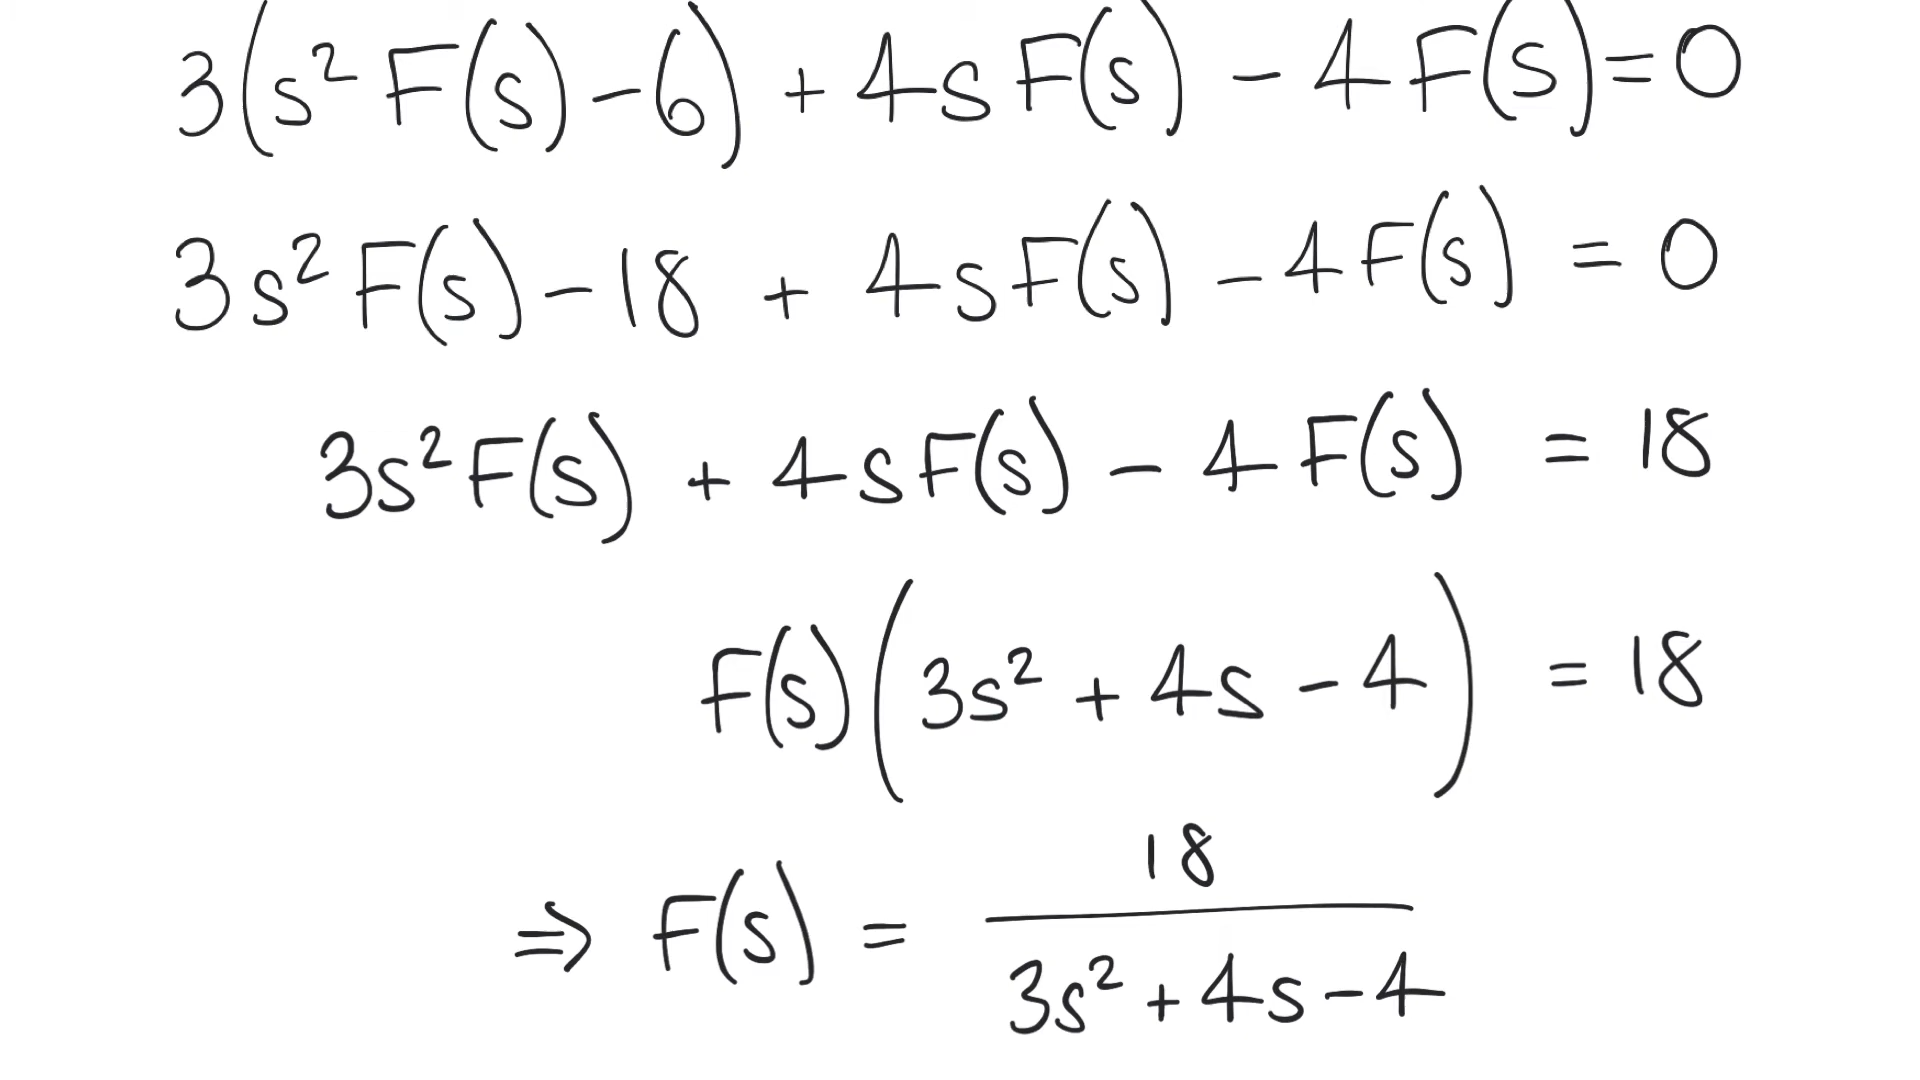 3(s² F(s) - 6) + 4s F(s) - 4 F(s) = 0
3s² F(s) - 18 + 4s F(s) - 4 F(s) = 0
3s² F(s) + 4s F(s) - 4 F(s) = 18
F(s) (3s² + 4s - 4) = 18
⇒ F(s) = 18 / (3s² + 4s - 4)